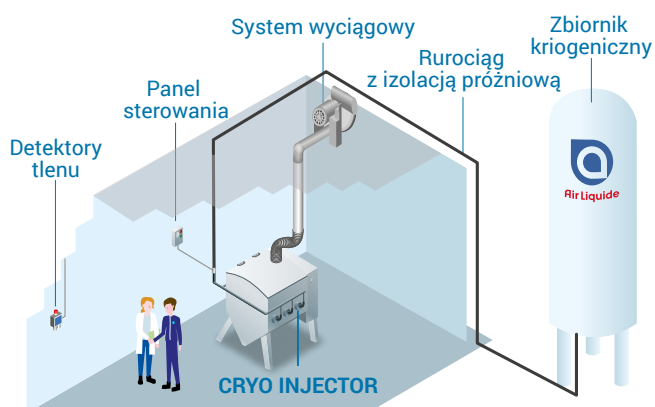 System wyciągowy
Zbiornik
kriogeniczny
Rurociąg
z izolacją próżniową
Panel
sterowania
Detektory
tlenu
Air Liquide
CRYO INJECTOR